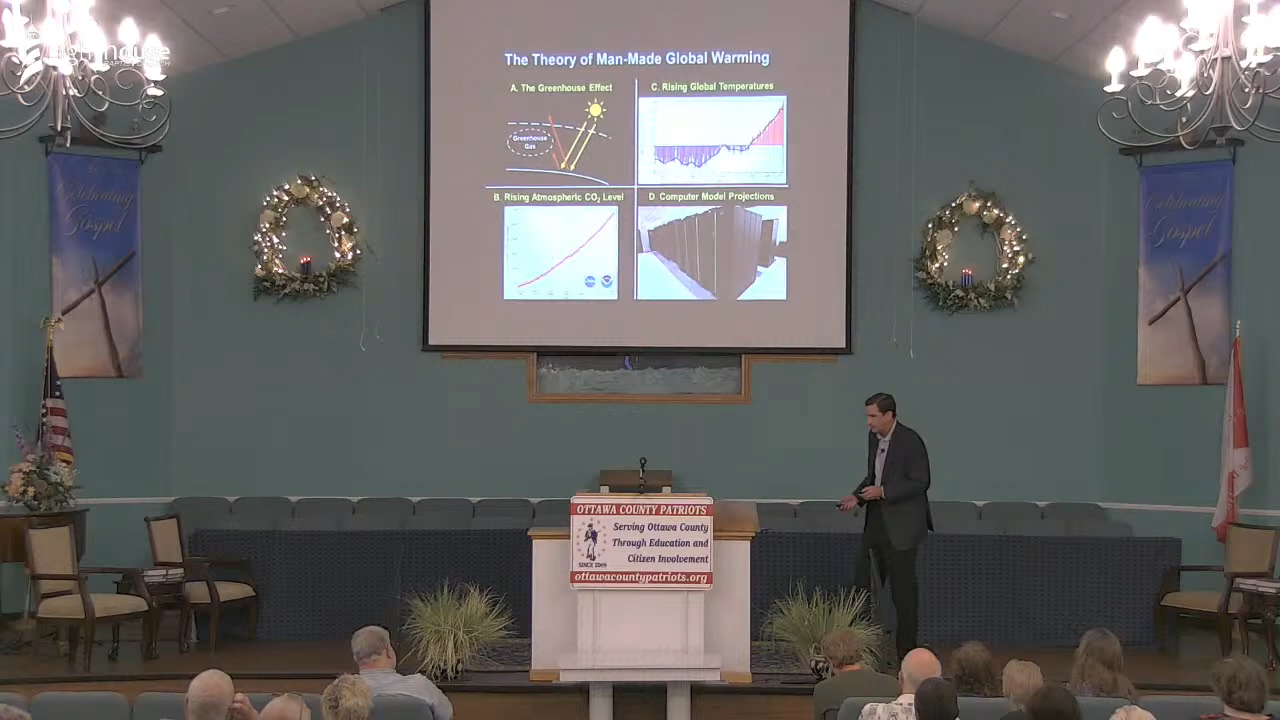 Lighthouse
The Theory of Man-Made Global Warming
A. The Greenhouse Effect
Greenhouse
Gas
C. Rising Global Temperatures
B. Rising Atmospheric CO₂ Level
D. Computer Model Projections
Celebrating
Gospel
Celebrating
Gospel
OTTAWA COUNTY PATRIOTS
Serving Ottawa County
Through Education and
Citizen Involvement
SINCE 2009
ottawacountypatriots.org